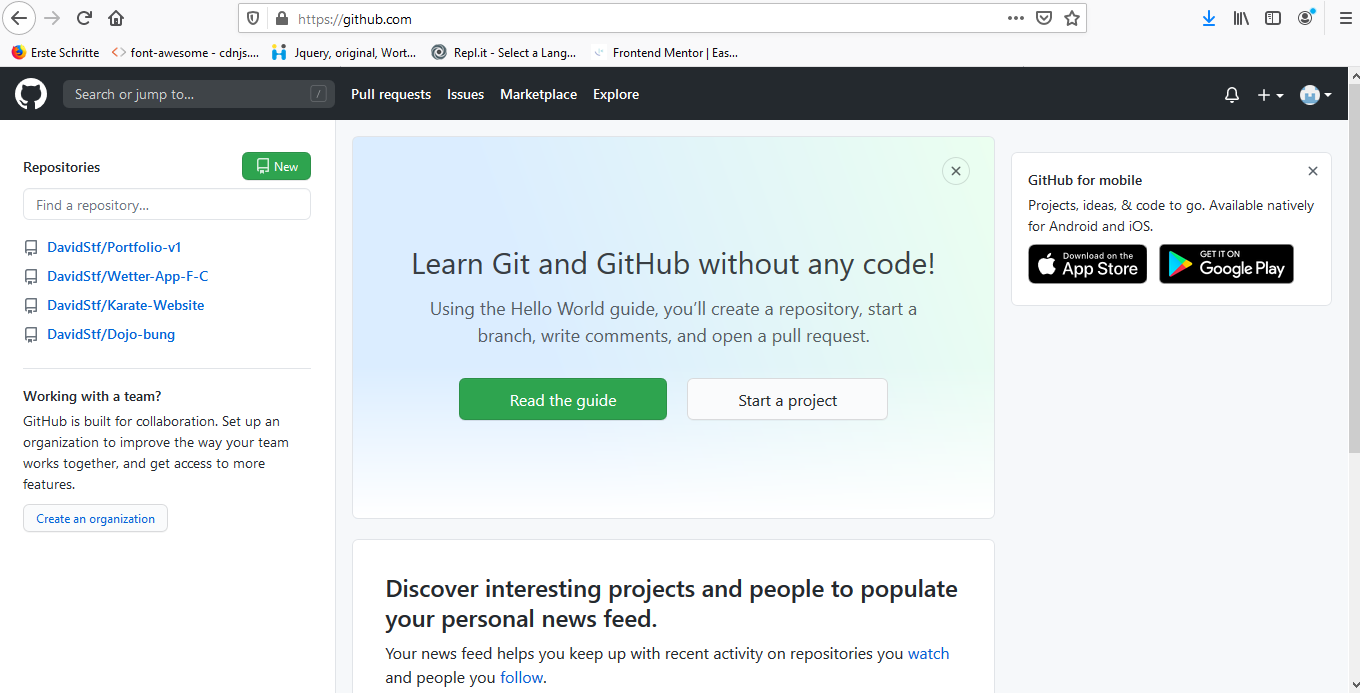 https://github.com
Erste Schritte
font-awesome - cdnjs....
Jquery, original, Wort...
Repl.it - Select a Lang...
Frontend Mentor | Eas...
Search or jump to...
/
Pull requests
Issues
Marketplace
Explore
Repositories
New
Find a repository...
DavidStf/Portfolio-v1
DavidStf/Wetter-App-F-C
DavidStf/Karate-Website
DavidStf/Dojo-bung
Working with a team?
GitHub is built for collaboration. Set up an
organization to improve the way your team
works together, and get access to more
features.
Create an organization
Learn Git and GitHub without any code!
Using the Hello World guide, you’ll create a repository, start a
branch, write comments, and open a pull request.
Read the guide
Start a project
Discover interesting projects and people to populate
your personal news feed.
Your news feed helps you keep up with recent activity on repositories you watch
and people you follow.
GitHub for mobile
Projects, ideas, & code to go. Available natively
for Android and iOS.
Download on the
App Store
GET IT ON
Google Play